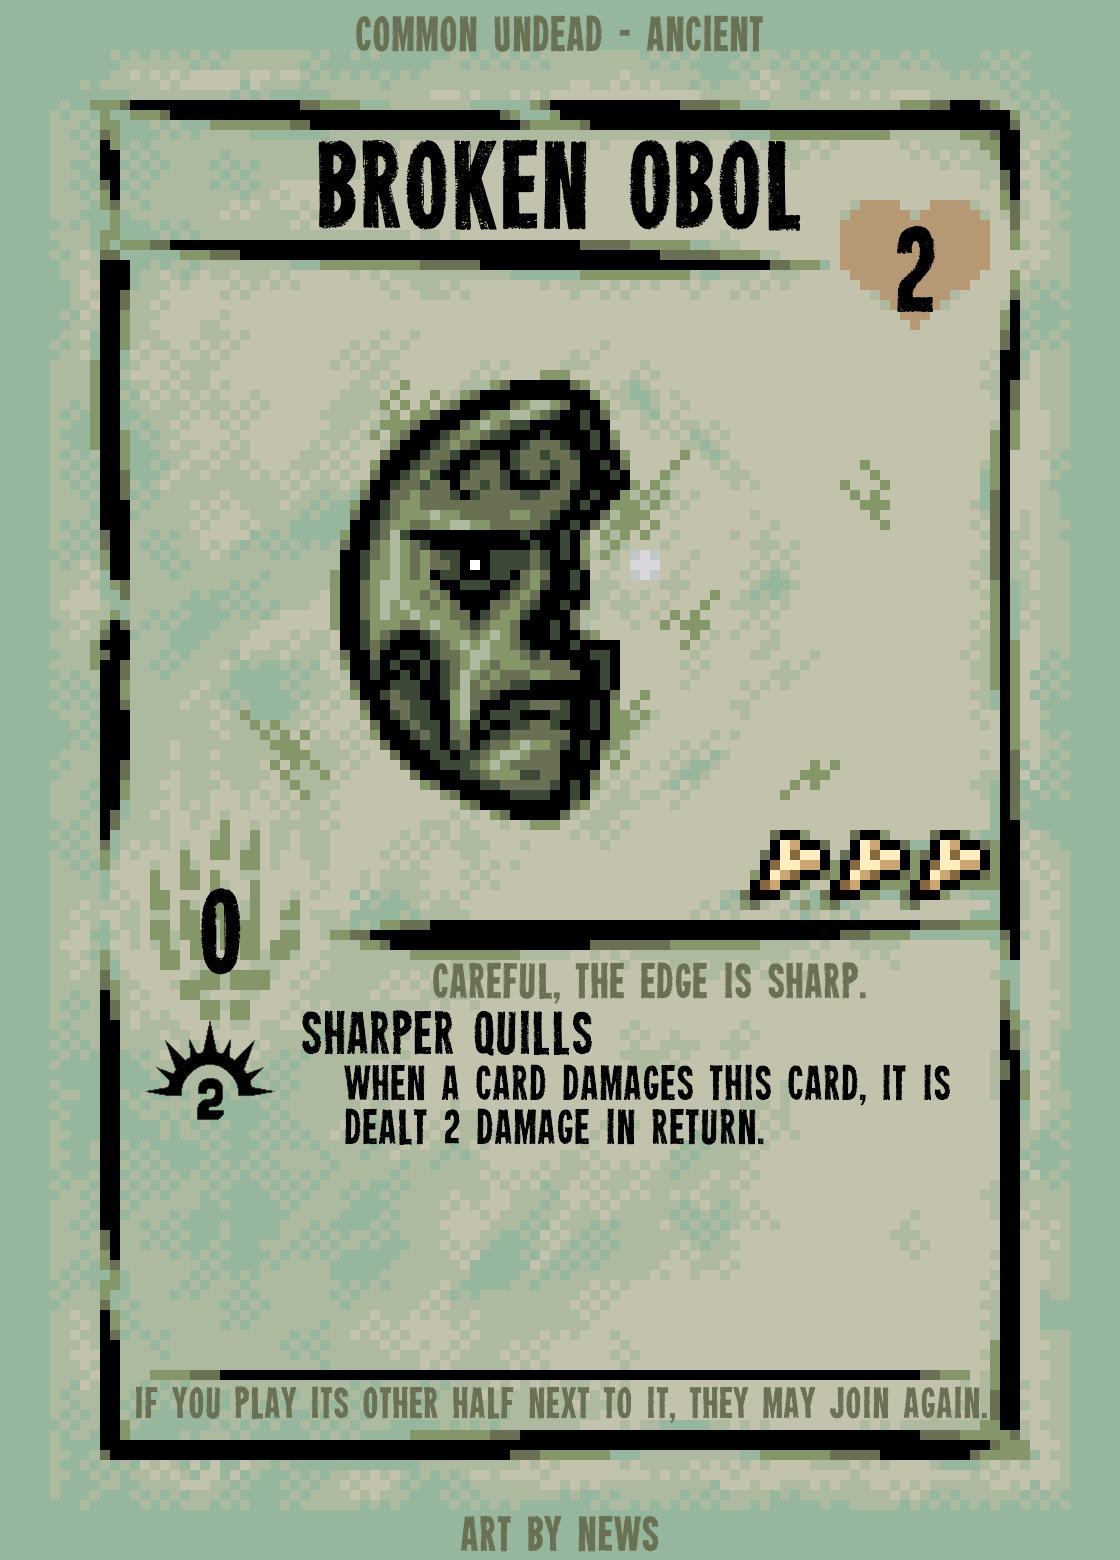 COMMON UNDEAD - ANCIENT
BROKEN OBOL
2
0
CAREFUL, THE EDGE IS SHARP.
SHARPER QUILLS
2
WHEN A CARD DAMAGES THIS CARD, IT IS
DEALT 2 DAMAGE IN RETURN.
IF YOU PLAY ITS OTHER HALF NEXT TO IT, THEY MAY JOIN AGAIN.
ART BY NEWS